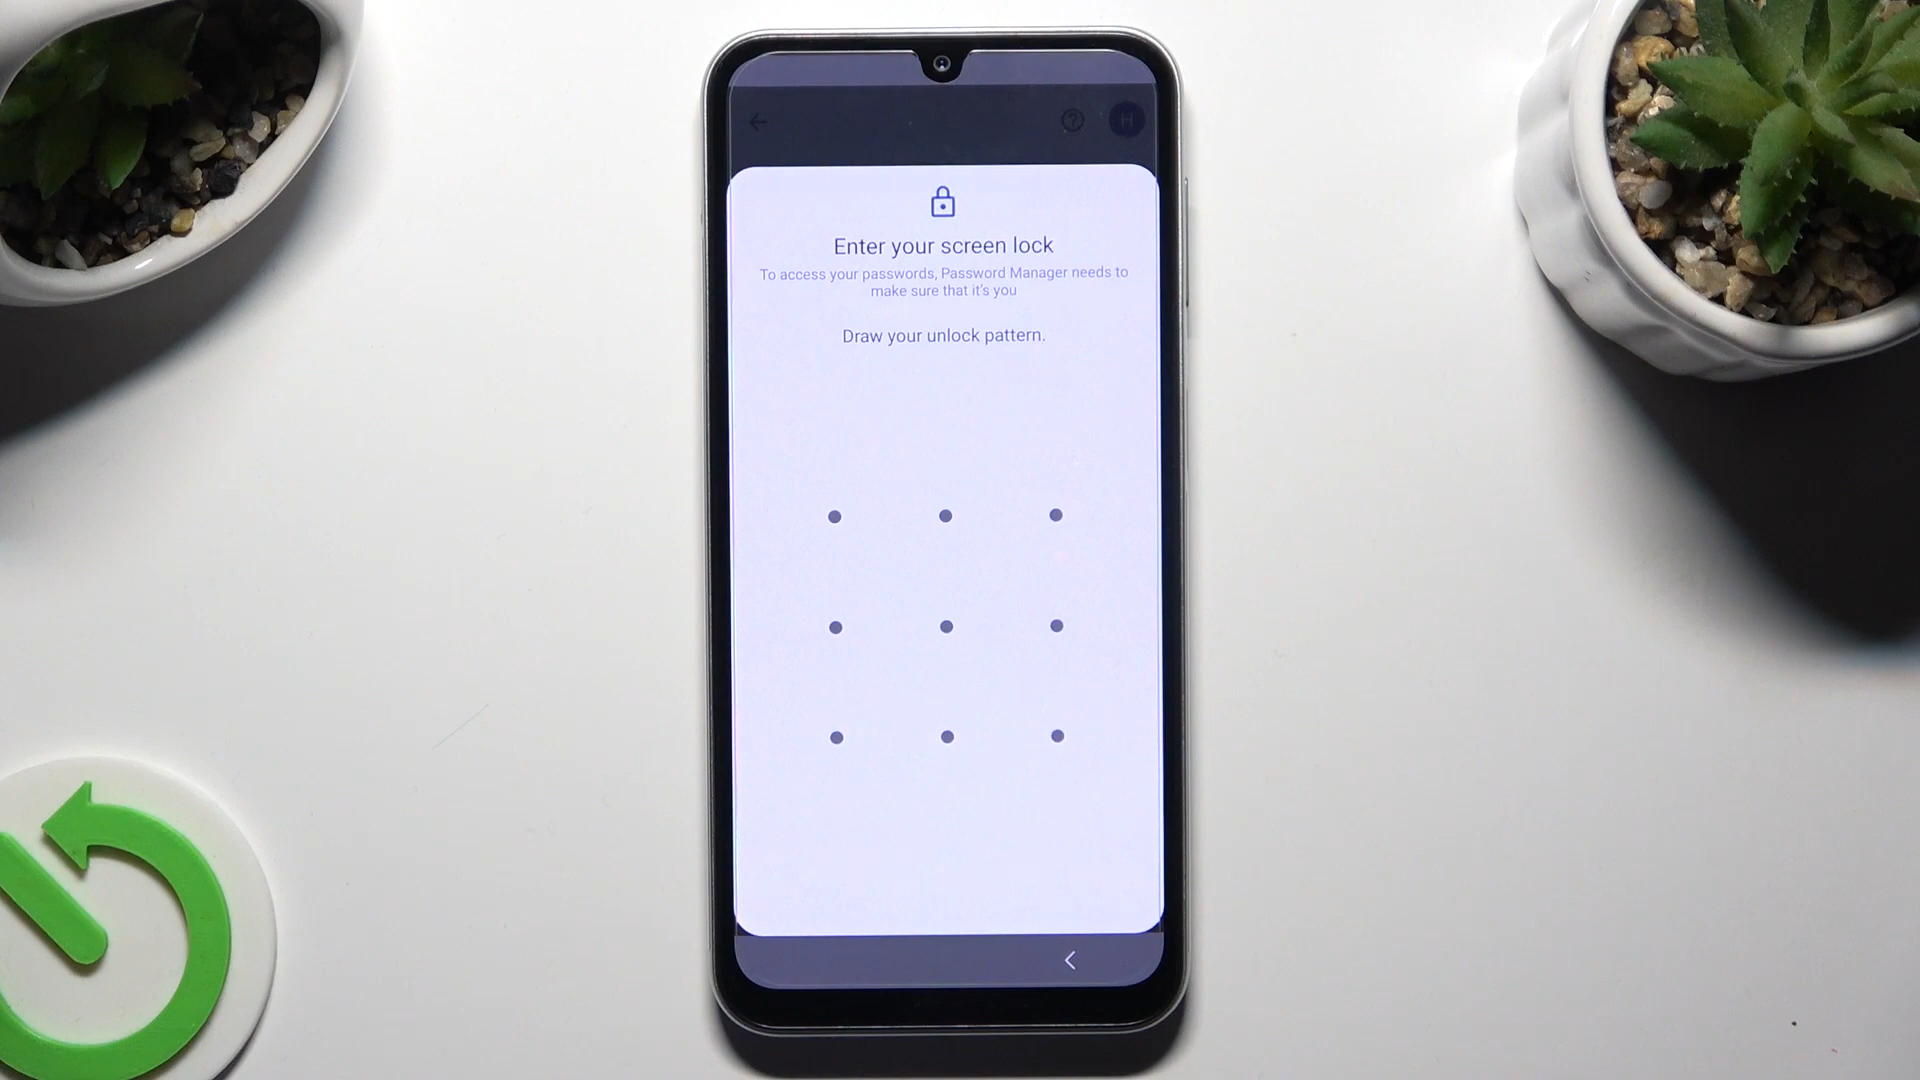 H
Enter your screen lock
To access your passwords, Password Manager needs to
make sure that it's you
Draw your unlock pattern.